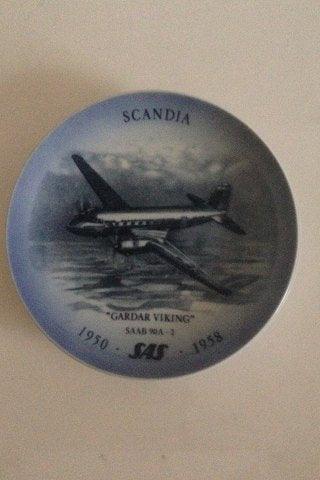 SCANDIA
"GARDAR VIKING"
SAAB 90A-2
1950 · SAS · 1958